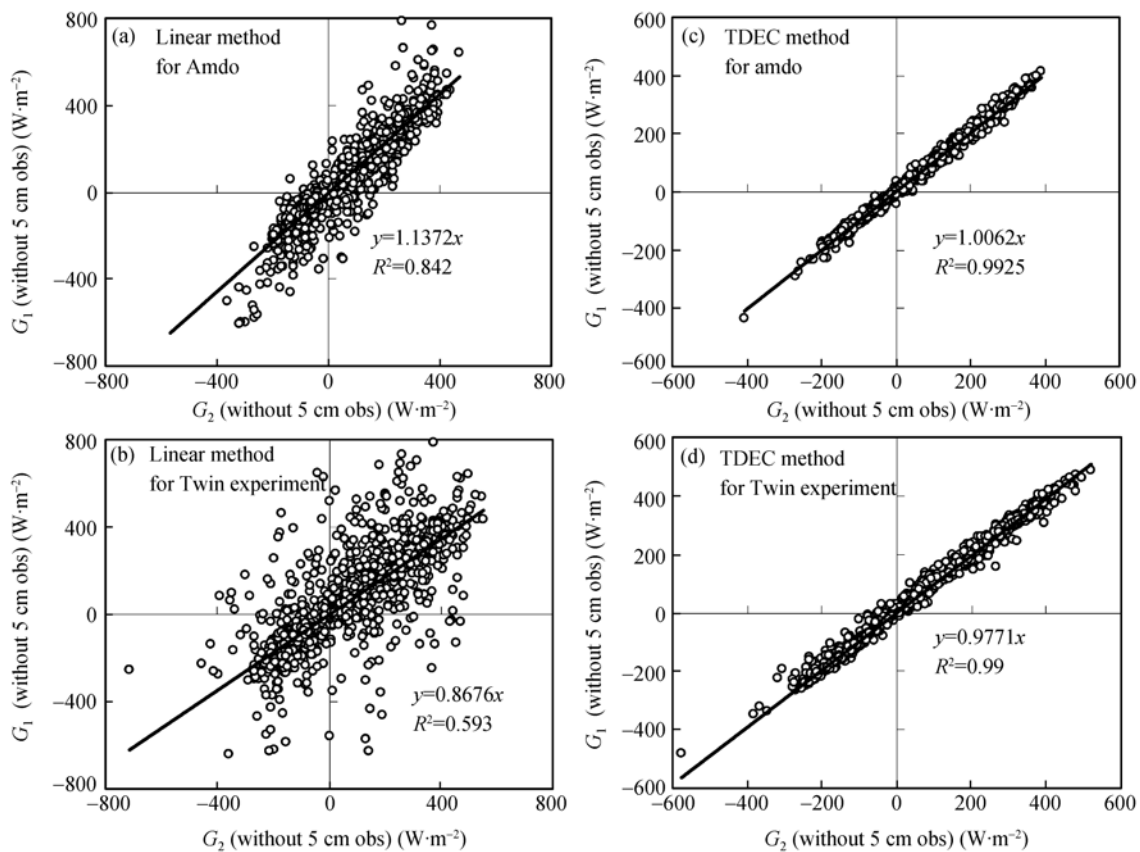 (a) Linear method
for Amdo
800
400
0
−400
−800
G₁ (without 5 cm obs) (W·m⁻²)
y=1.1372x
R²=0.842
−800 −400 0 400 800
G₂ (without 5 cm obs) (W·m⁻²)
(c) TDEC method
for amdo
600
400
200
0
−200
−400
−600
G₁ (without 5 cm obs) (W·m⁻²)
y=1.0062x
R²=0.9925
−600 −400 −200 0 200 400 600
G₂ (without 5 cm obs) (W·m⁻²)
(b) Linear method
for Twin experiment
800
400
0
−400
−800
G₁ (without 5 cm obs) (W·m⁻²)
y=0.8676x
R²=0.593
−800 −400 0 400 800
G₂ (without 5 cm obs) (W·m⁻²)
(d) TDEC method
for Twin experiment
600
400
200
0
−200
−400
−600
G₁ (without 5 cm obs) (W·m⁻²)
y=0.9771x
R²=0.99
−600 −400 −200 0 200 400 600
G₂ (without 5 cm obs) (W·m⁻²)